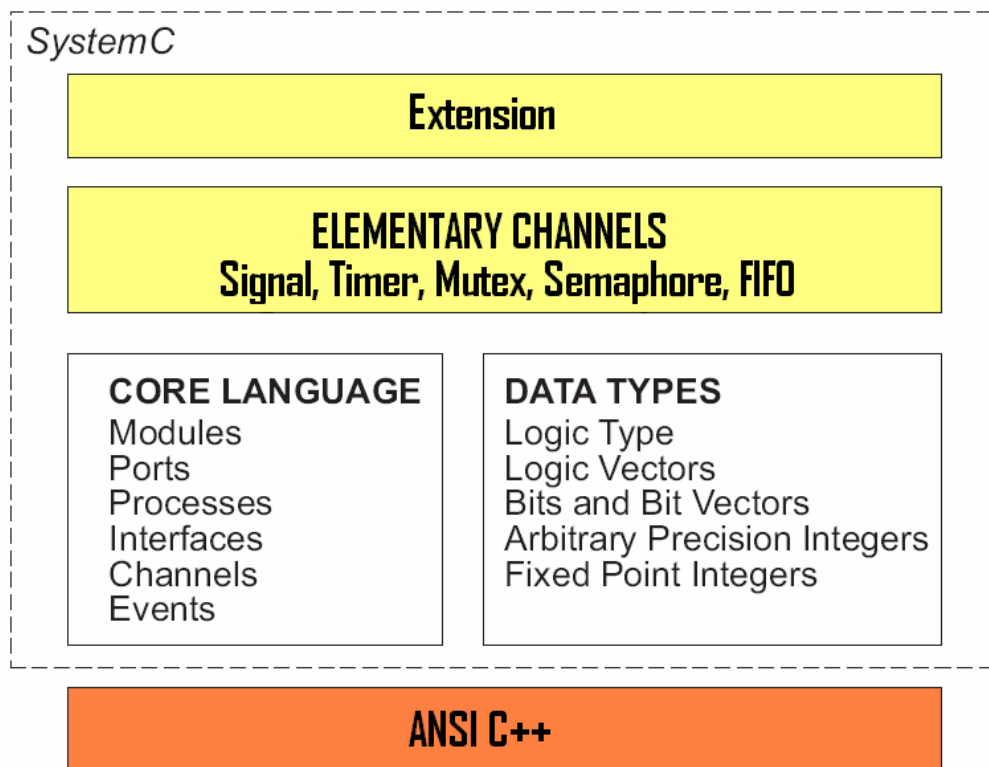 SystemC
Extension
ELEMENTARY CHANNELS
Signal, Timer, Mutex, Semaphore, FIFO
CORE LANGUAGE
Modules
Ports
Processes
Interfaces
Channels
Events
DATA TYPES
Logic Type
Logic Vectors
Bits and Bit Vectors
Arbitrary Precision Integers
Fixed Point Integers
ANSI C++